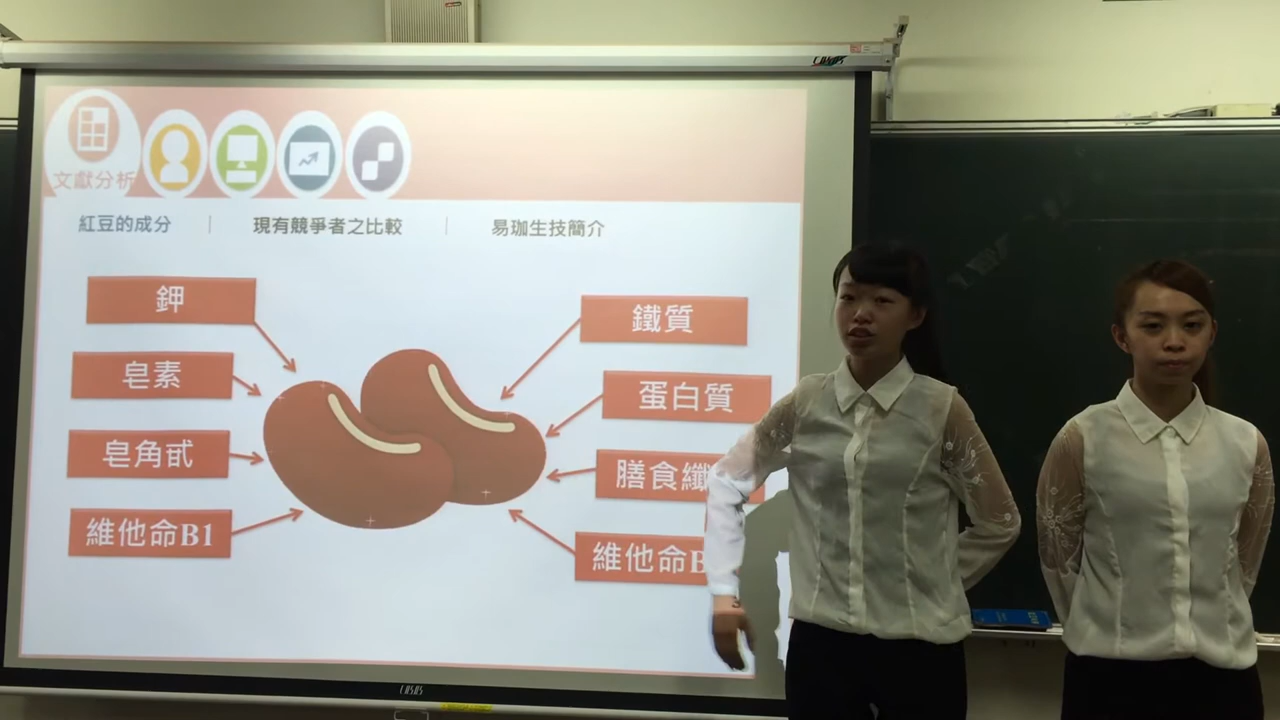 文獻分析
紅豆的成分
現有競爭者之比較
易珈生技簡介
鉀
皂素
皂角甙
維他命B1
鐵質
蛋白質
膳食纖
維他命B
CASOS